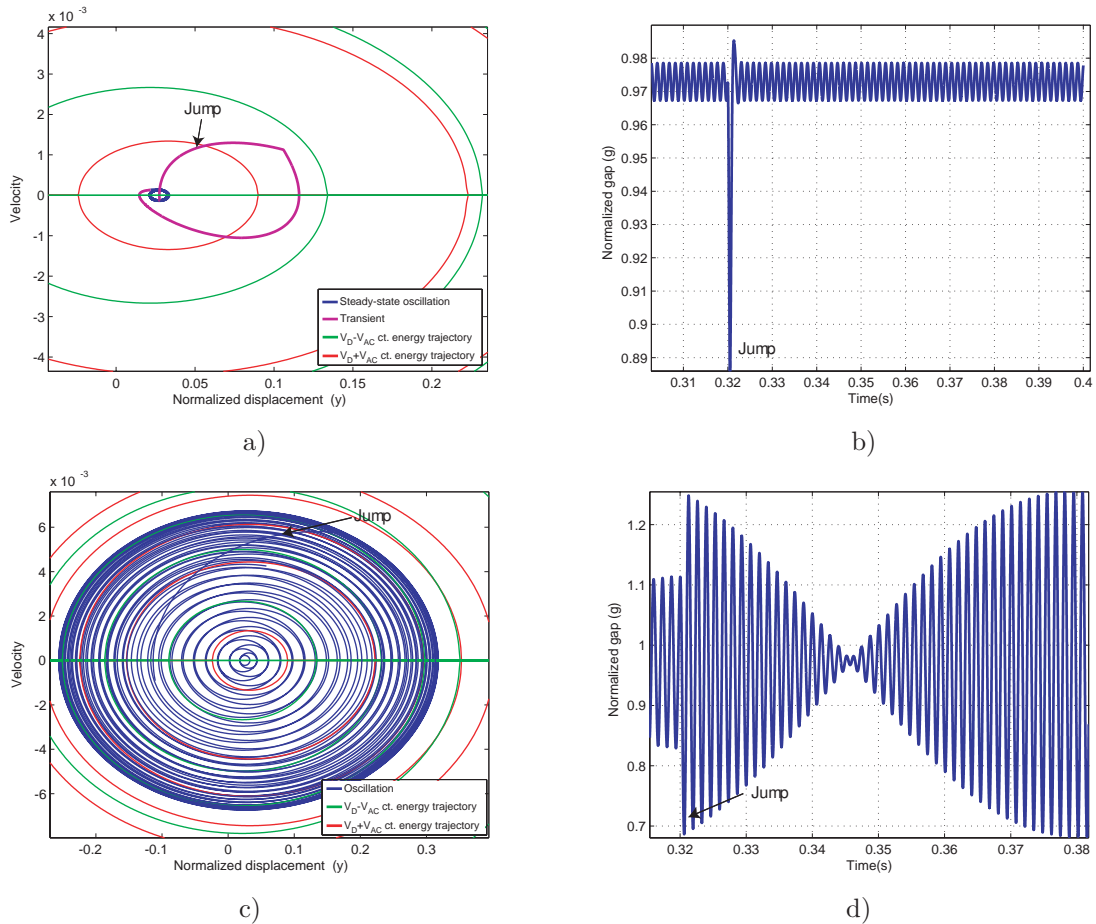 x 10⁻³
4
3
2
1
0
-1
-2
-3
-4
Velocity
Jump
Steady-state oscillation
Transient
V_D-V_AC ct. energy trajectory
V_D+V_AC ct. energy trajectory
0 0.05 0.1 0.15 0.2
Normalized displacement (y)
a)
0.98
0.97
0.96
0.95
0.94
0.93
0.92
0.91
0.9
0.89
Normalized gap (g)
Jump
0.31 0.32 0.33 0.34 0.35 0.36 0.37 0.38 0.39 0.4
Time(s)
b)
x 10⁻³
6
4
2
0
-2
-4
-6
Velocity
Jump
Oscillation
V_D-V_AC ct. energy trajectory
V_D+V_AC ct. energy trajectory
-0.2 -0.1 0 0.1 0.2 0.3
Normalized displacement (y)
c)
1.2
1.1
1
0.9
0.8
0.7
Normalized gap (g)
Jump
0.32 0.33 0.34 0.35 0.36 0.37 0.38
Time(s)
d)